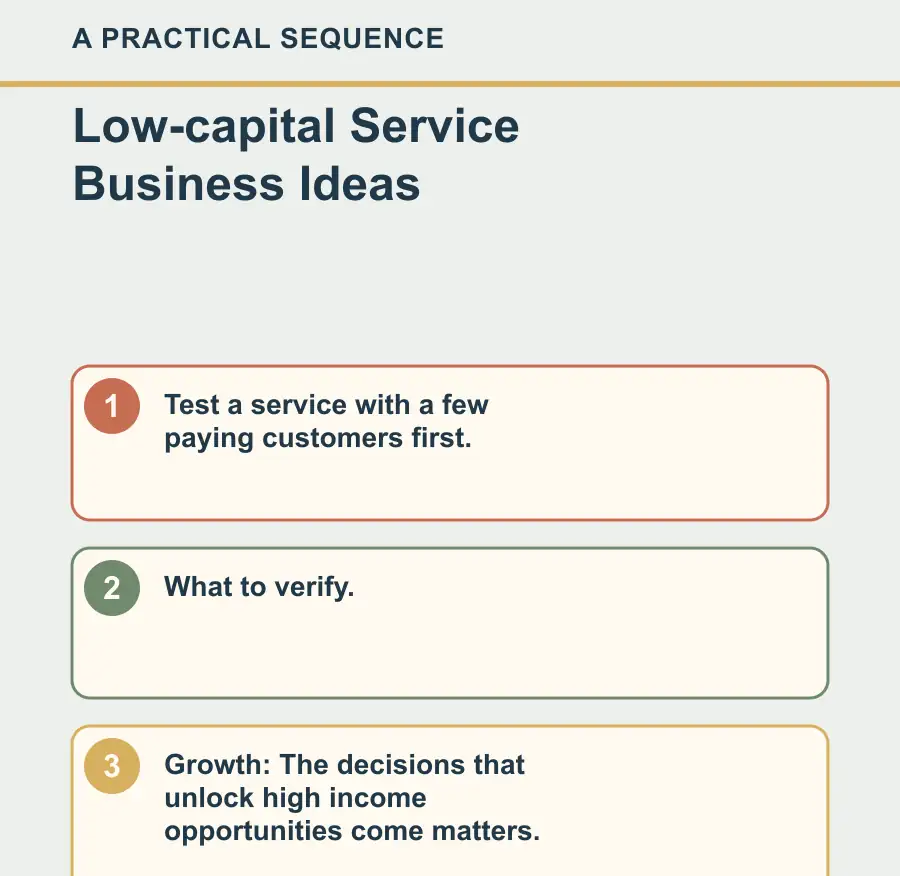 A PRACTICAL SEQUENCE
Low-capital Service
Business Ideas
1
Test a service with a few
paying customers first.
2
What to verify.
3
Growth: The decisions that
unlock high income
opportunities come matters.